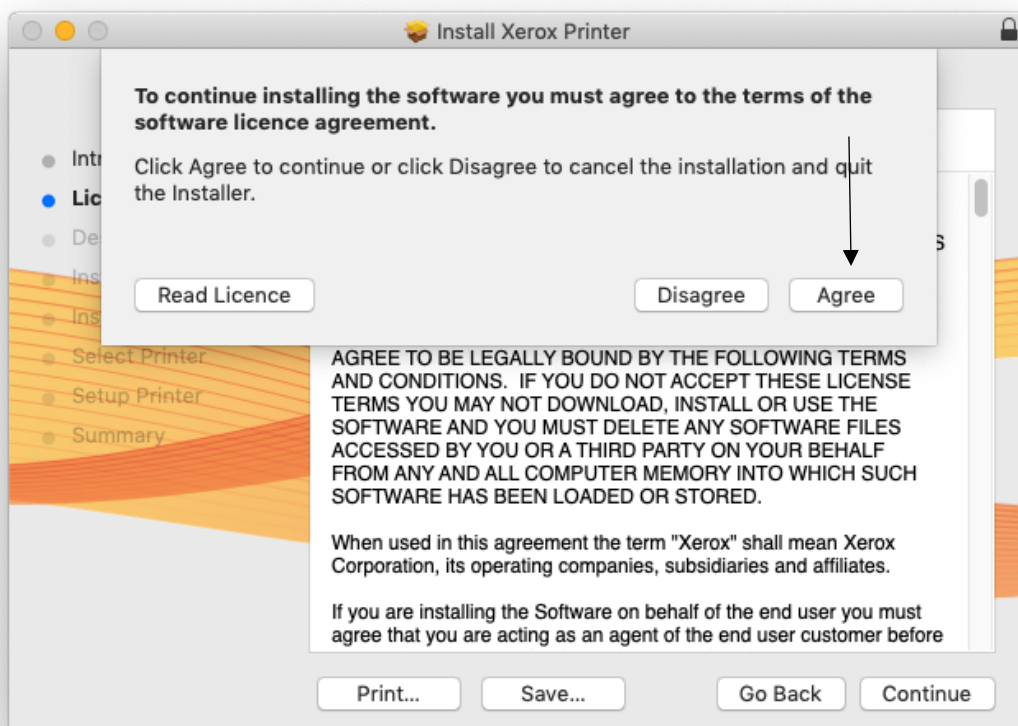 Install Xerox Printer
To continue installing the software you must agree to the terms of the
software licence agreement.
Click Agree to continue or click Disagree to cancel the installation and quit
the Installer.
Read Licence
Disagree
Agree
Intr
Lic
De
Ins
Ins
Select Printer
Setup Printer
Summary
S
AGREE TO BE LEGALLY BOUND BY THE FOLLOWING TERMS
AND CONDITIONS.  IF YOU DO NOT ACCEPT THESE LICENSE
TERMS YOU MAY NOT DOWNLOAD, INSTALL OR USE THE
SOFTWARE AND YOU MUST DELETE ANY SOFTWARE FILES
ACCESSED BY YOU OR A THIRD PARTY ON YOUR BEHALF
FROM ANY AND ALL COMPUTER MEMORY INTO WHICH SUCH
SOFTWARE HAS BEEN LOADED OR STORED.
When used in this agreement the term "Xerox" shall mean Xerox
Corporation, its operating companies, subsidiaries and affiliates.
If you are installing the Software on behalf of the end user you must
agree that you are acting as an agent of the end user customer before
Print...
Save...
Go Back
Continue